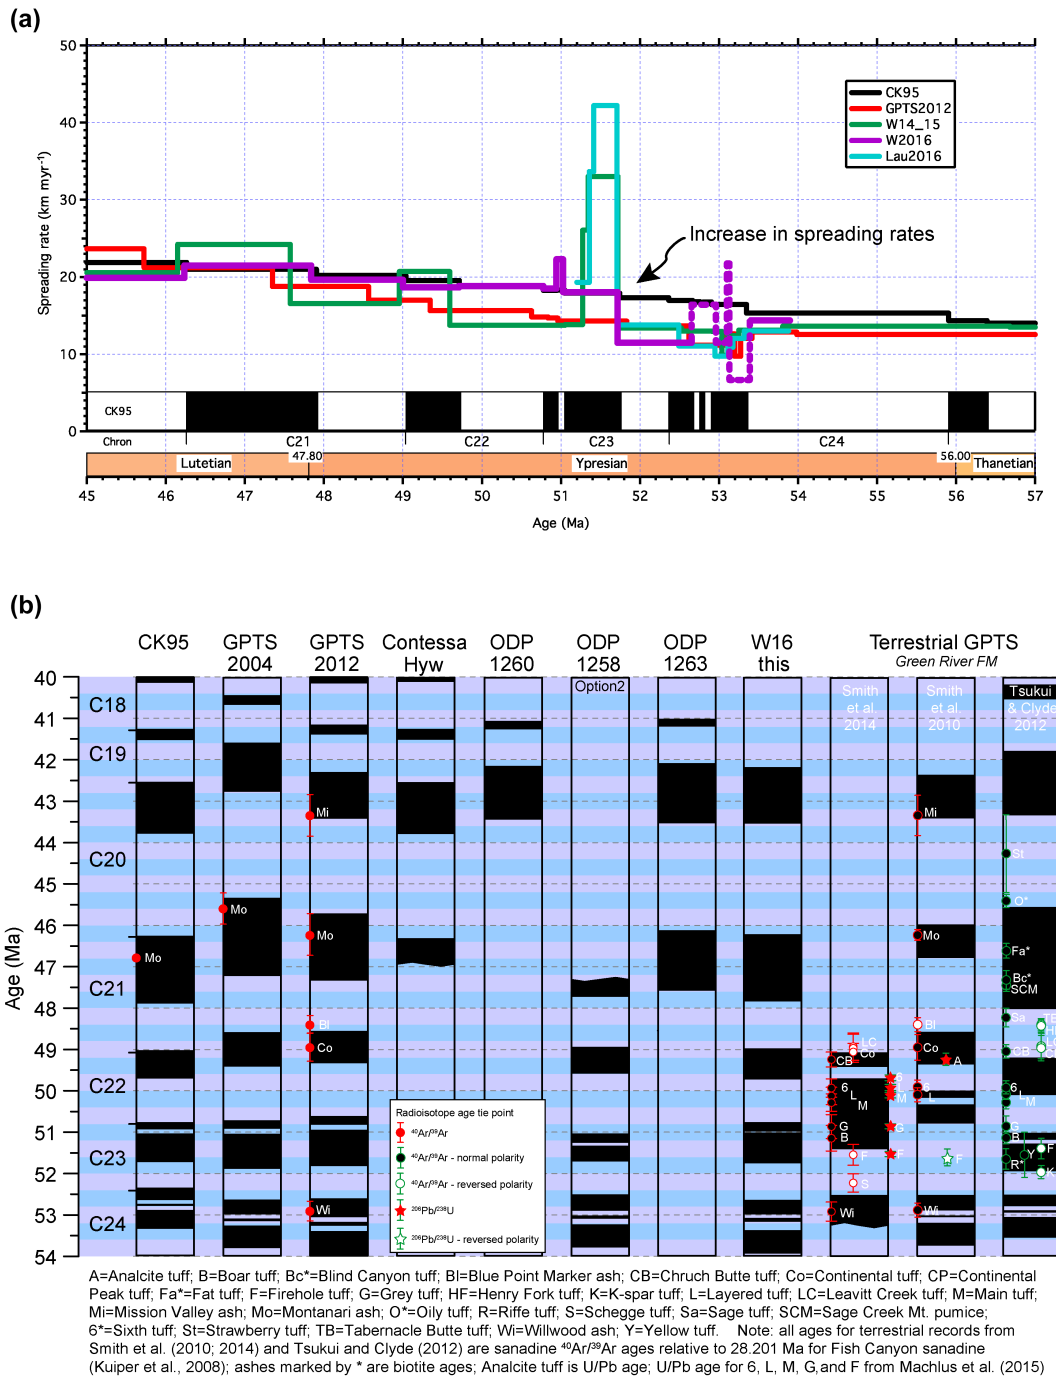 (a)
50
40
30
20
10
0
Spreading rate (km myr⁻¹)
CK95
GPTS2012
W14_15
W2016
Lau2016
Increase in spreading rates
CK95
Chron
C21
C22
C23
C24
47.80
56.00
Lutetian
Ypresian
Thanetian
45 46 47 48 49 50 51 52 53 54 55 56 57
Age (Ma)
(b)
CK95
GPTS 2004
GPTS 2012
Contessa Hyw
ODP 1260
ODP 1258
ODP 1263
W16 this
Terrestrial GPTS
Green River FM
Option2
Smith et al 2014
Smith et al. 2010
Tsukui & Clyde 2012
Age (Ma)
40
41
42
43
44
45
46
47
48
49
50
51
52
53
54
C18
C19
C20
C21
C22
C23
C24
Mo
Mo
Mi
Mo
Bl
Co
Wi
LC
Co
CB
6
L
M
G
B
F
S
Wi
6
L
M
G
F
Mi
Mo
Bl
Co
A
6
L
F
Wi
St
O*
Fa*
Bc*
SCM
Sa
CB
6
L
M
G
B
R*
Y
F
K
Radioisotope age tie point
⁴⁰Ar/³⁹Ar
⁴⁰Ar/³⁹Ar - normal polarity
⁴⁰Ar/³⁹Ar - reversed polarity
²⁰⁶Pb/²³⁸U
²⁰⁶Pb/²³⁸U - reversed polarity
A=Analcite tuff; B=Boar tuff; Bc*=Blind Canyon tuff; Bl=Blue Point Marker ash; CB=Chruch Butte tuff; Co=Continental tuff; CP=Continental
Peak tuff; Fa*=Fat tuff; F=Firehole tuff; G=Grey tuff; HF=Henry Fork tuff; K=K-spar tuff; L=Layered tuff; LC=Leavitt Creek tuff; M=Main tuff;
Mi=Mission Valley ash; Mo=Montanari ash; O*=Oily tuff; R=Riffe tuff; S=Schegge tuff; Sa=Sage tuff; SCM=Sage Creek Mt. pumice;
6*=Sixth tuff; St=Strawberry tuff; TB=Tabernacle Butte tuff; Wi=Willwood ash; Y=Yellow tuff. Note: all ages for terrestrial records from
Smith et al. (2010; 2014) and Tsukui and Clyde (2012) are sanadine ⁴⁰Ar/³⁹Ar ages relative to 28.201 Ma for Fish Canyon sanadine
(Kuiper et al., 2008); ashes marked by * are biotite ages; Analcite tuff is U/Pb age; U/Pb age for 6, L, M, G,and F from Machlus et al. (2015)